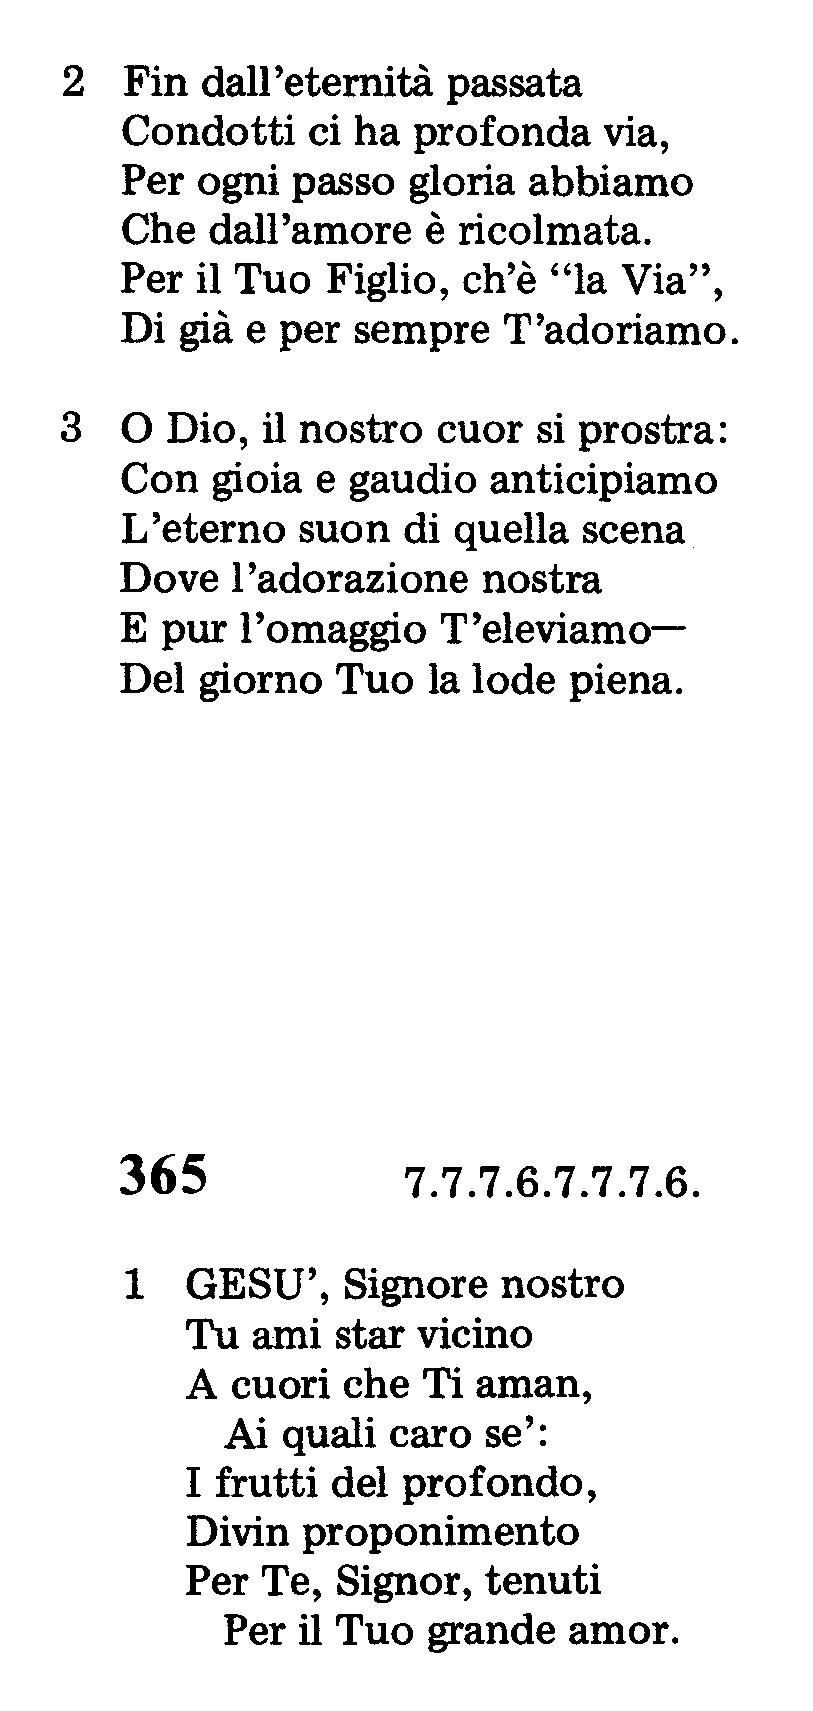 2 Fin dall'eternità passata
Condotti ci ha profonda via,
Per ogni passo gloria abbiamo
Che dall'amore è ricolmata.
Per il Tuo Figlio, ch'è “la Via”,
Di già e per sempre T'adoriamo.
3 O Dio, il nostro cuor si prostra:
Con gioia e gaudio anticipiamo
L'eterno suon di quella scena
Dove l'adorazione nostra
E pur l'omaggio T'eleviamo—
Del giorno Tuo la lode piena.
365 7.7.7.6.7.7.7.6.
1 GESU', Signore nostro
Tu ami star vicino
A cuori che Ti aman,
Ai quali caro se':
I frutti del profondo,
Divin proponimento
Per Te, Signor, tenuti
Per il Tuo grande amor.